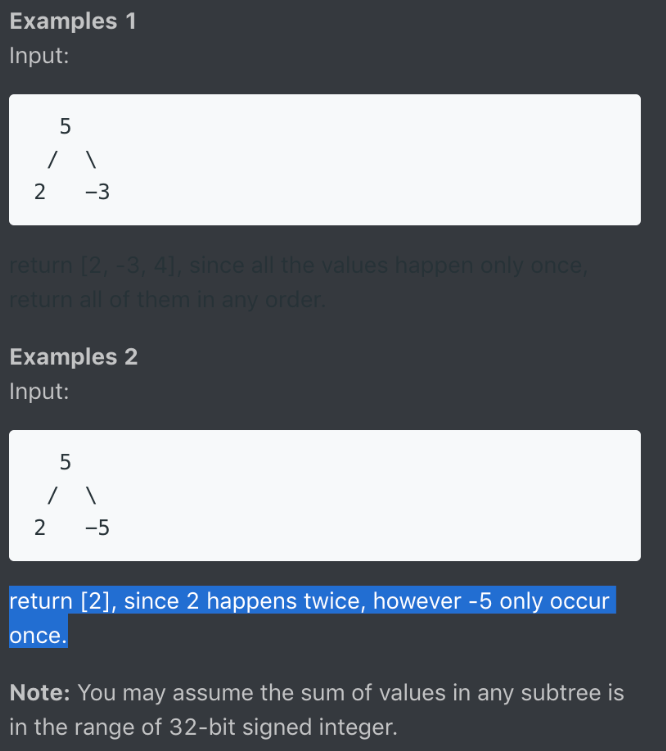 Examples 1
Input:
5
/ \
2 −3
return [2, -3, 4], since all the values happen only once,
return all of them in any order.
Examples 2
Input:
5
/ \
2 −5
return [2], since 2 happens twice, however -5 only occur
once.
Note: You may assume the sum of values in any subtree is
in the range of 32-bit signed integer.